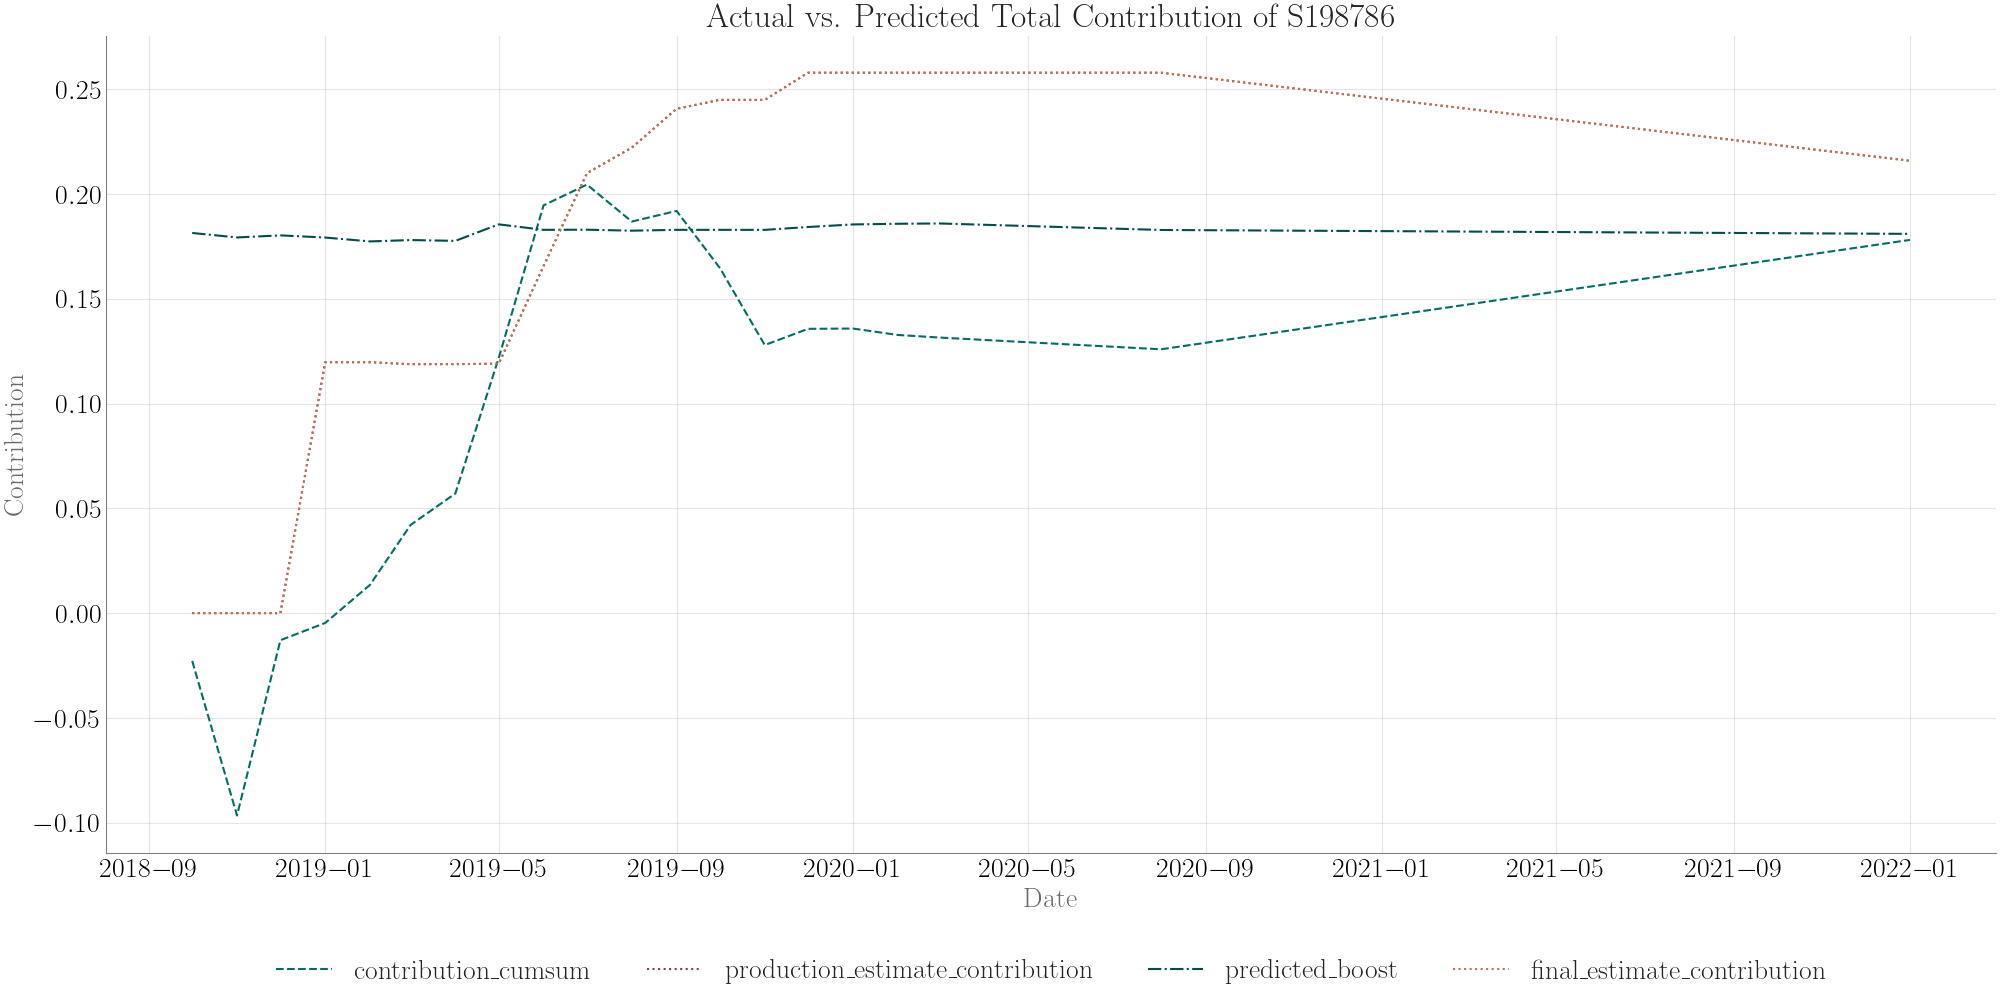 Actual vs. Predicted Total Contribution of S198786
Contribution
0.25
0.20
0.15
0.10
0.05
0.00
−0.05
−0.10
2018−09 2019−01 2019−05 2019−09 2020−01 2020−05 2020−09 2021−01 2021−05 2021−09 2022−01
Date
contribution_cumsum production_estimate_contribution predicted_boost final_estimate_contribution